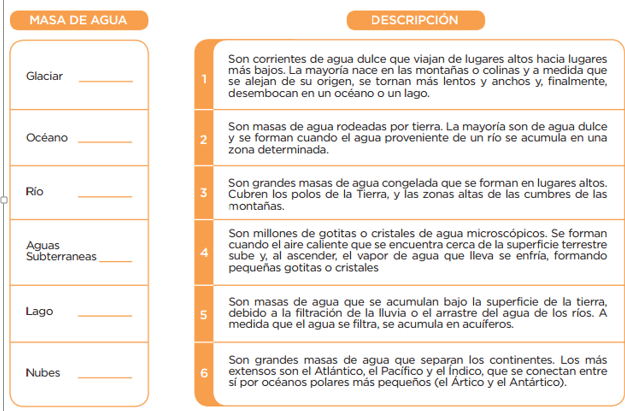 MASA DE AGUA
Glaciar ________
Océano ________
Río ________
Aguas
Subterraneas ______
Lago ________
Nubes ________
DESCRIPCIÓN
1
Son corrientes de agua dulce que viajan de lugares altos hacia lugares
más bajos. La mayoría nace en las montañas o colinas y a medida que
se alejan de su origen, se tornan más lentos y anchos y, finalmente,
desembocan en un océano o un lago.
2
Son masas de agua rodeadas por tierra. La mayoría son de agua dulce
y se forman cuando el agua proveniente de un río se acumula en una
zona determinada.
3
Son grandes masas de agua congelada que se forman en lugares altos.
Cubren los polos de la Tierra, y las zonas altas de las cumbres de las
montañas.
4
Son millones de gotitas o cristales de agua microscópicos. Se forman
cuando el aire caliente que se encuentra cerca de la superficie terrestre
sube y, al ascender, el vapor de agua que lleva se enfría, formando
pequeñas gotitas o cristales
5
Son masas de agua que se acumulan bajo la superficie de la tierra,
debido a la filtración de la lluvia o el arrastre del agua de los ríos. A
medida que el agua se filtra, se acumula en acuíferos.
6
Son grandes masas de agua que separan los continentes. Los más
extensos son el Atlántico, el Pacífico y el Índico, que se conectan entre
sí por océanos polares más pequeños (el Ártico y el Antártico).